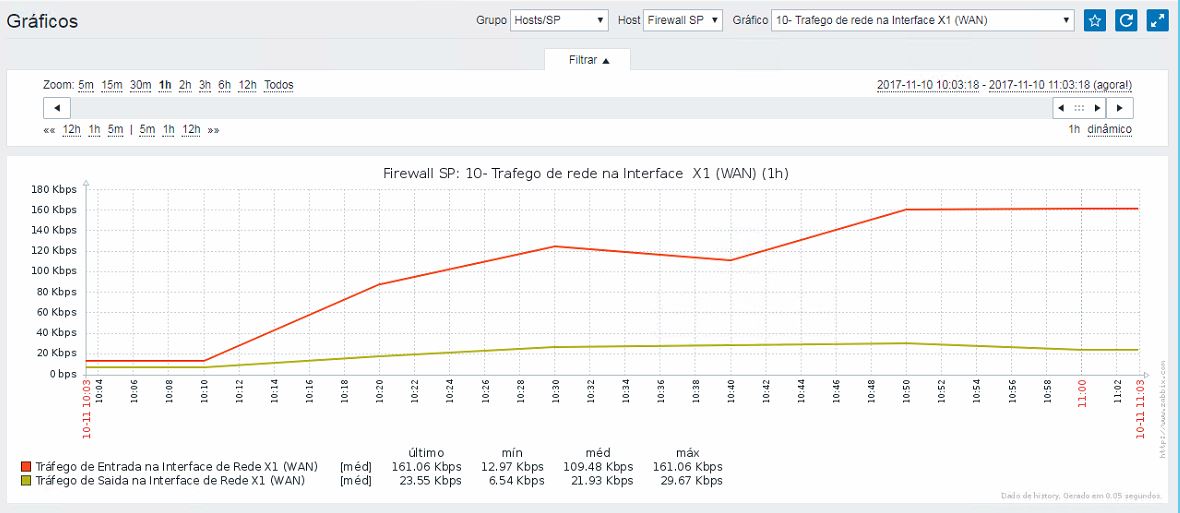 Gráficos
Grupo Hosts/SP Host Firewall SP Gráfico 10- Trafego de rede na Interface X1 (WAN)
Filtrar ▲
Zoom: 5m 15m 30m 1h 2h 3h 6h 12h Todos
2017-11-10 10:03:18 - 2017-11-10 11:03:18 (agora!)
«« 12h 1h 5m | 5m 1h 12h »»
1h dinâmico
Firewall SP: 10- Trafego de rede na Interface X1 (WAN) (1h)
180 Kbps
160 Kbps
140 Kbps
120 Kbps
100 Kbps
80 Kbps
60 Kbps
40 Kbps
20 Kbps
0 bps
10-11 10:03 10:04 10:06 10:08 10:10 10:12 10:14 10:16 10:18 10:20 10:22 10:24 10:26 10:28 10:30 10:32 10:34 10:36 10:38 10:40 10:42 10:44 10:46 10:48 10:50 10:52 10:54 10:56 10:58 11:00 11:02 10-11 11:03
http://www.zabbix.com
último mín méd máx
Tráfego de Entrada na Interface de Rede X1 (WAN) [méd] 161.06 Kbps 12.97 Kbps 109.48 Kbps 161.06 Kbps
Tráfego de Saida na Interface de Rede X1 (WAN) [méd] 23.55 Kbps 6.54 Kbps 21.93 Kbps 29.67 Kbps
Dado de history. Gerado em 0.05 segundos.